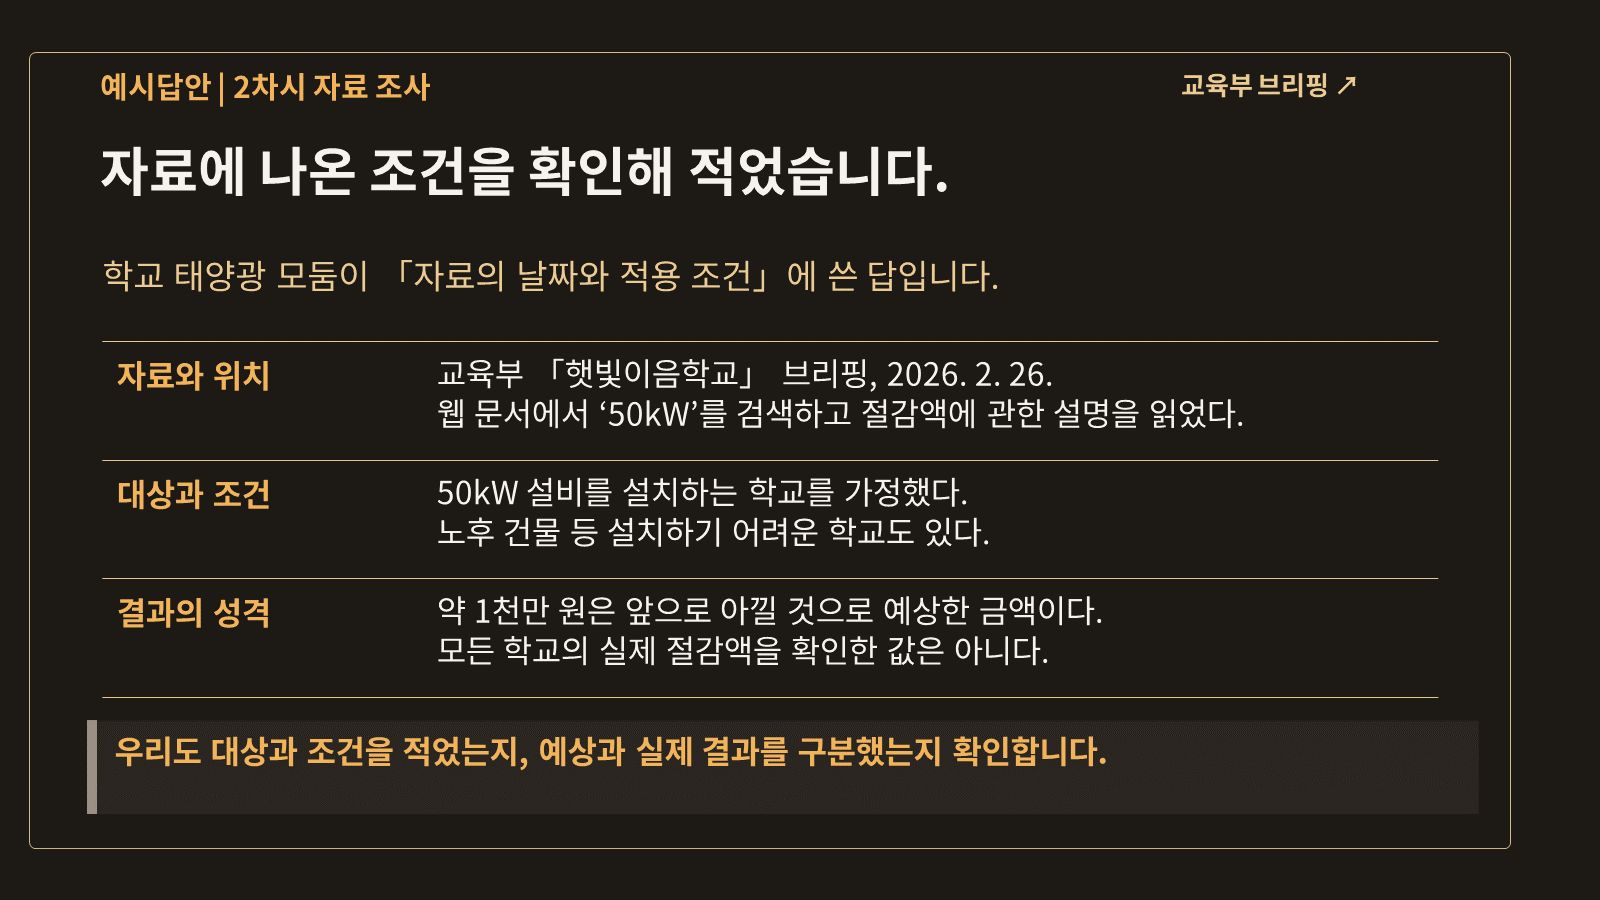 예시답안 | 2차시 자료 조사
교육부 브리핑 ↗
자료에 나온 조건을 확인해 적었습니다.
학교 태양광 모둠이 「자료의 날짜와 적용 조건」에 쓴 답입니다.
자료와 위치
교육부 「햇빛이음학교」 브리핑, 2026. 2. 26.
웹 문서에서 ‘50kW’를 검색하고 절감액에 관한 설명을 읽었다.
대상과 조건
50kW 설비를 설치하는 학교를 가정했다.
노후 건물 등 설치하기 어려운 학교도 있다.
결과의 성격
약 1천만 원은 앞으로 아낄 것으로 예상한 금액이다.
모든 학교의 실제 절감액을 확인한 값은 아니다.
우리도 대상과 조건을 적었는지, 예상과 실제 결과를 구분했는지 확인합니다.